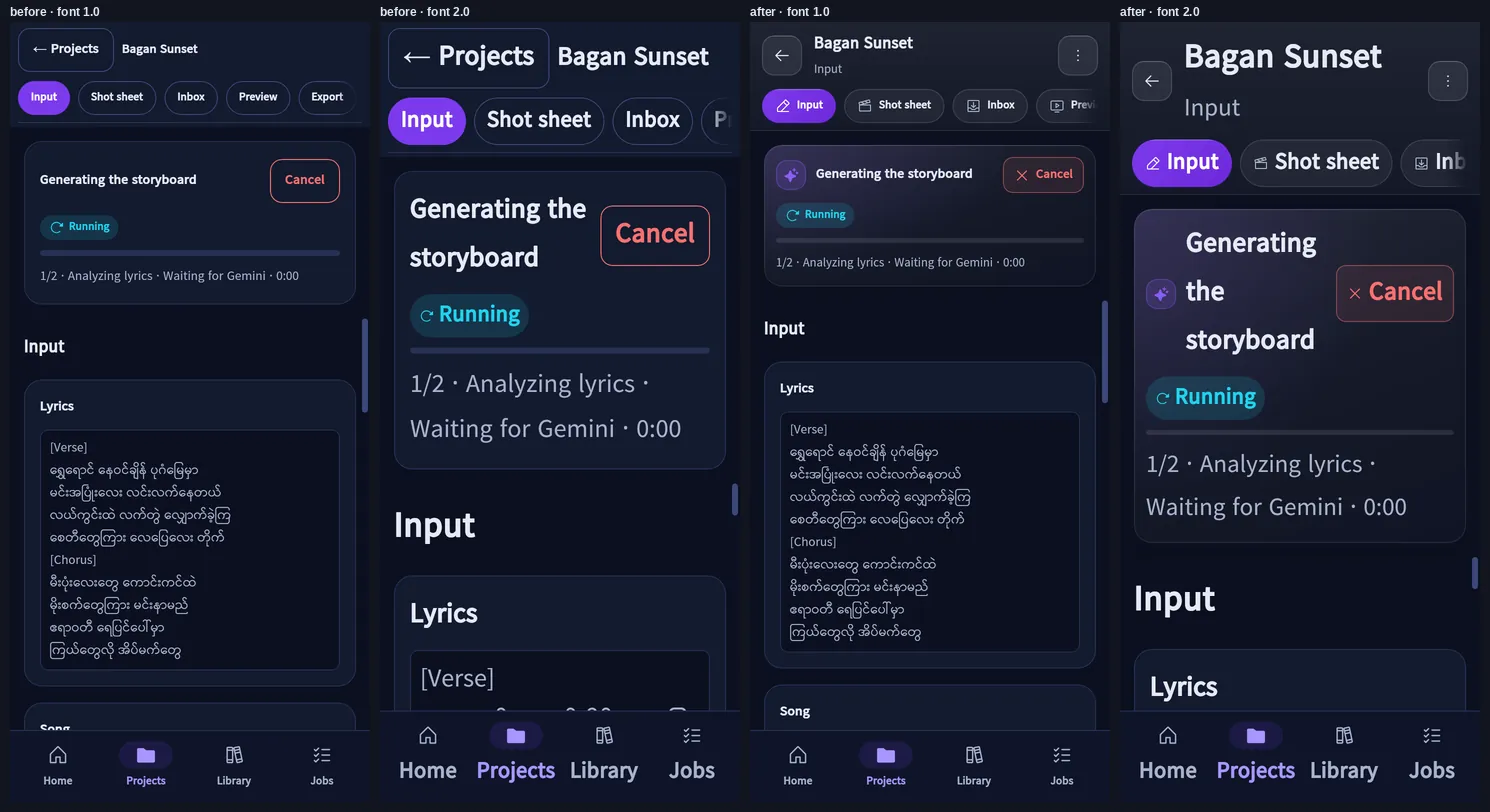 before · font 1.0
← Projects
Bagan Sunset
Input
Shot sheet
Inbox
Preview
Export
Generating the storyboard
Cancel
Running
1/2 · Analyzing lyrics · Waiting for Gemini · 0:00
Input
Lyrics
[Verse]
ရွှေရောင် နေဝင်ချိန် ပုဂံမြေမှာ
မင်းအပြုံးလေး လင်းလက်နေတယ်
လယ်ကွင်းထဲ လက်တွဲ လျှောက်ခဲ့ကြ
စေတီတွေကြား လေပြေလေး တိုက်
[Chorus]
မီးပုံးလေးတွေ ကောင်းကင်ထဲ
မိုးစက်တွေကြား မင်းနာမည်
ဧရာဝတီ ရေပြင်ပေါ်မှာ
ကြယ်တွေလို အိပ်မက်တွေ
Song
Home
Projects
Library
Jobs
before · font 2.0
← Projects
Bagan Sunset
Input
Shot sheet
Inbox
Generating the
storyboard
Cancel
Running
1/2 · Analyzing lyrics ·
Waiting for Gemini · 0:00
Input
Lyrics
[Verse]
Home
Projects
Library
Jobs
after · font 1.0
←
Bagan Sunset
Input
Input
Shot sheet
Inbox
Generating the storyboard
Cancel
Running
1/2 · Analyzing lyrics · Waiting for Gemini · 0:00
Input
Lyrics
[Verse]
ရွှေရောင် နေဝင်ချိန် ပုဂံမြေမှာ
မင်းအပြုံးလေး လင်းလက်နေတယ်
လယ်ကွင်းထဲ လက်တွဲ လျှောက်ခဲ့ကြ
စေတီတွေကြား လေပြေလေး တိုက်
[Chorus]
မီးပုံးလေးတွေ ကောင်းကင်ထဲ
မိုးစက်တွေကြား မင်းနာမည်
ဧရာဝတီ ရေပြင်ပေါ်မှာ
ကြယ်တွေလို အိပ်မက်တွေ
Song
Home
Projects
Library
Jobs
after · font 2.0
←
Bagan Sunset
Input
Input
Shot sheet
Inb
Generating
the
storyboard
Cancel
Running
1/2 · Analyzing lyrics ·
Waiting for Gemini · 0:00
Input
Lyrics
Home
Projects
Library
Jobs